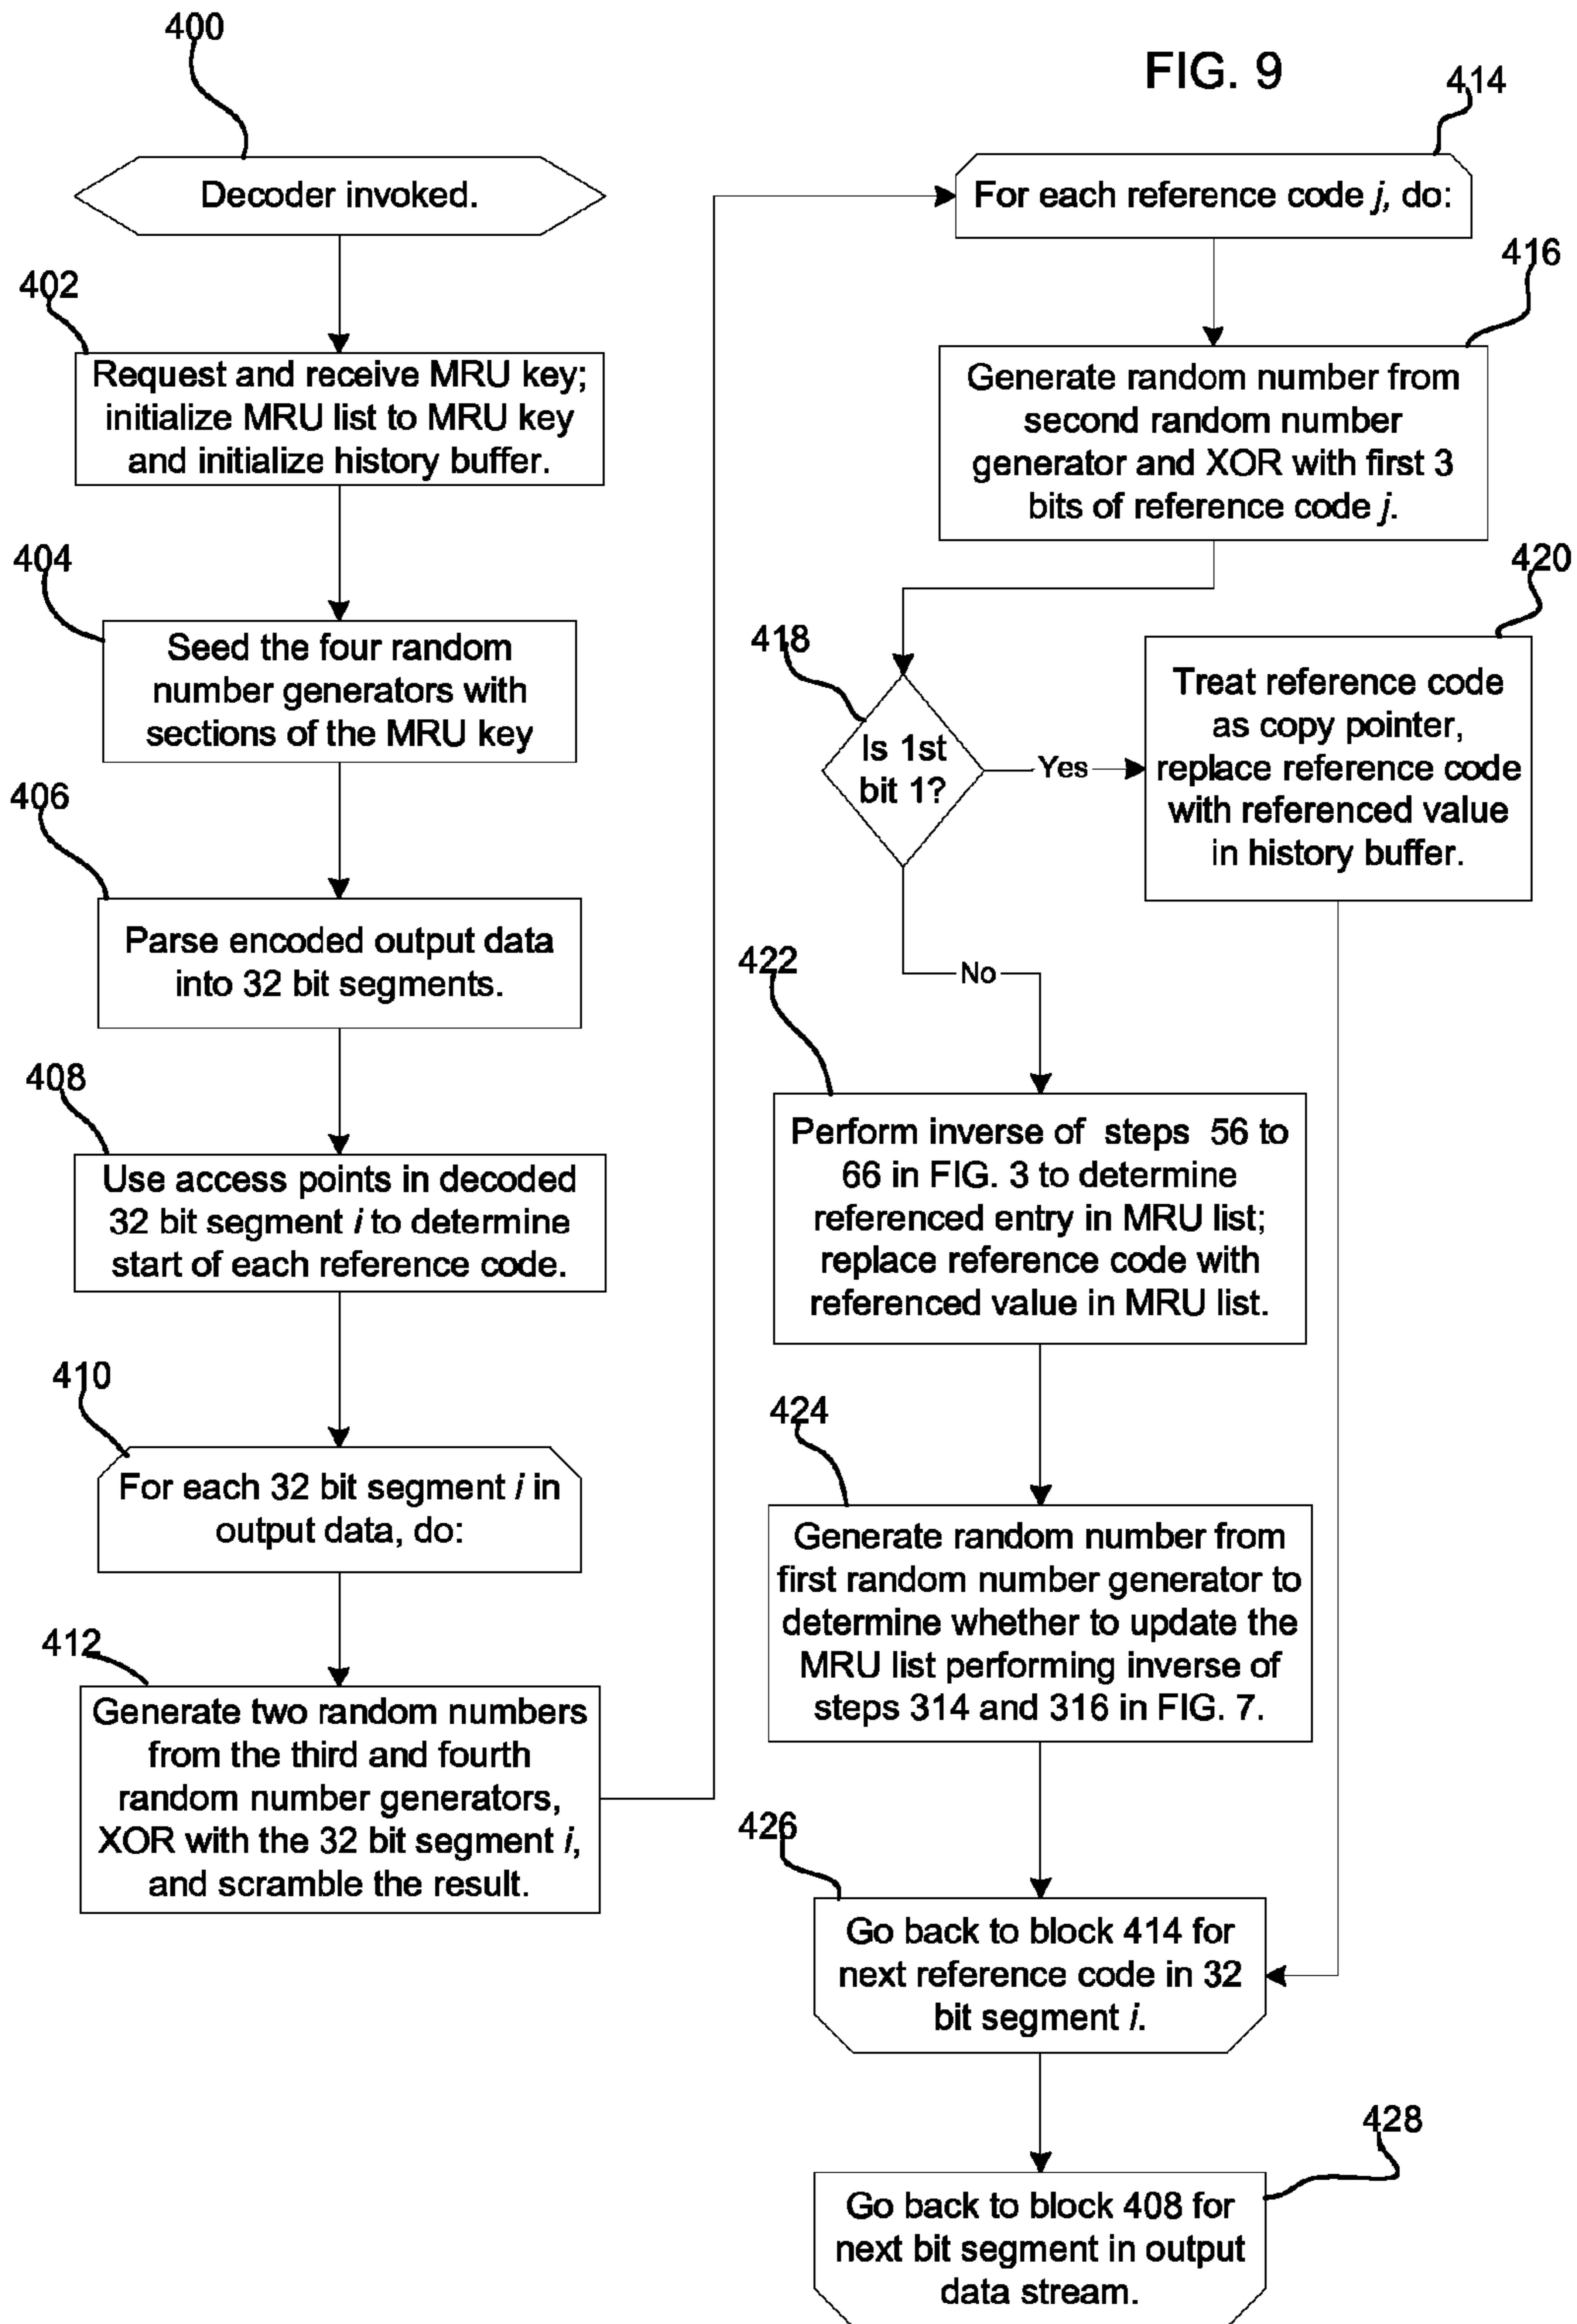 400
Decoder invoked.
402
Request and receive MRU key;
initialize MRU list to MRU key
and initialize history buffer.
404
Seed the four random
number generators with
sections of the MRU key
406
Parse encoded output data
into 32 bit segments.
408
Use access points in decoded
32 bit segment i to determine
start of each reference code.
410
For each 32 bit segment i in
output data, do:
412
Generate two random numbers
from the third and fourth
random number generators,
XOR with the 32 bit segment i,
and scramble the result.
FIG. 9
414
For each reference code j, do:
416
Generate random number from
second random number
generator and XOR with first 3
bits of reference code j.
418
Is 1st
bit 1?
Yes
420
Treat reference code
as copy pointer,
replace reference code
with referenced value
in history buffer.
No
422
Perform inverse of steps 56 to
66 in FIG. 3 to determine
referenced entry in MRU list;
replace reference code with
referenced value in MRU list.
424
Generate random number from
first random number generator to
determine whether to update the
MRU list performing inverse of
steps 314 and 316 in FIG. 7.
426
Go back to block 414 for
next reference code in 32
bit segment i.
428
Go back to block 408 for
next bit segment in output
data stream.